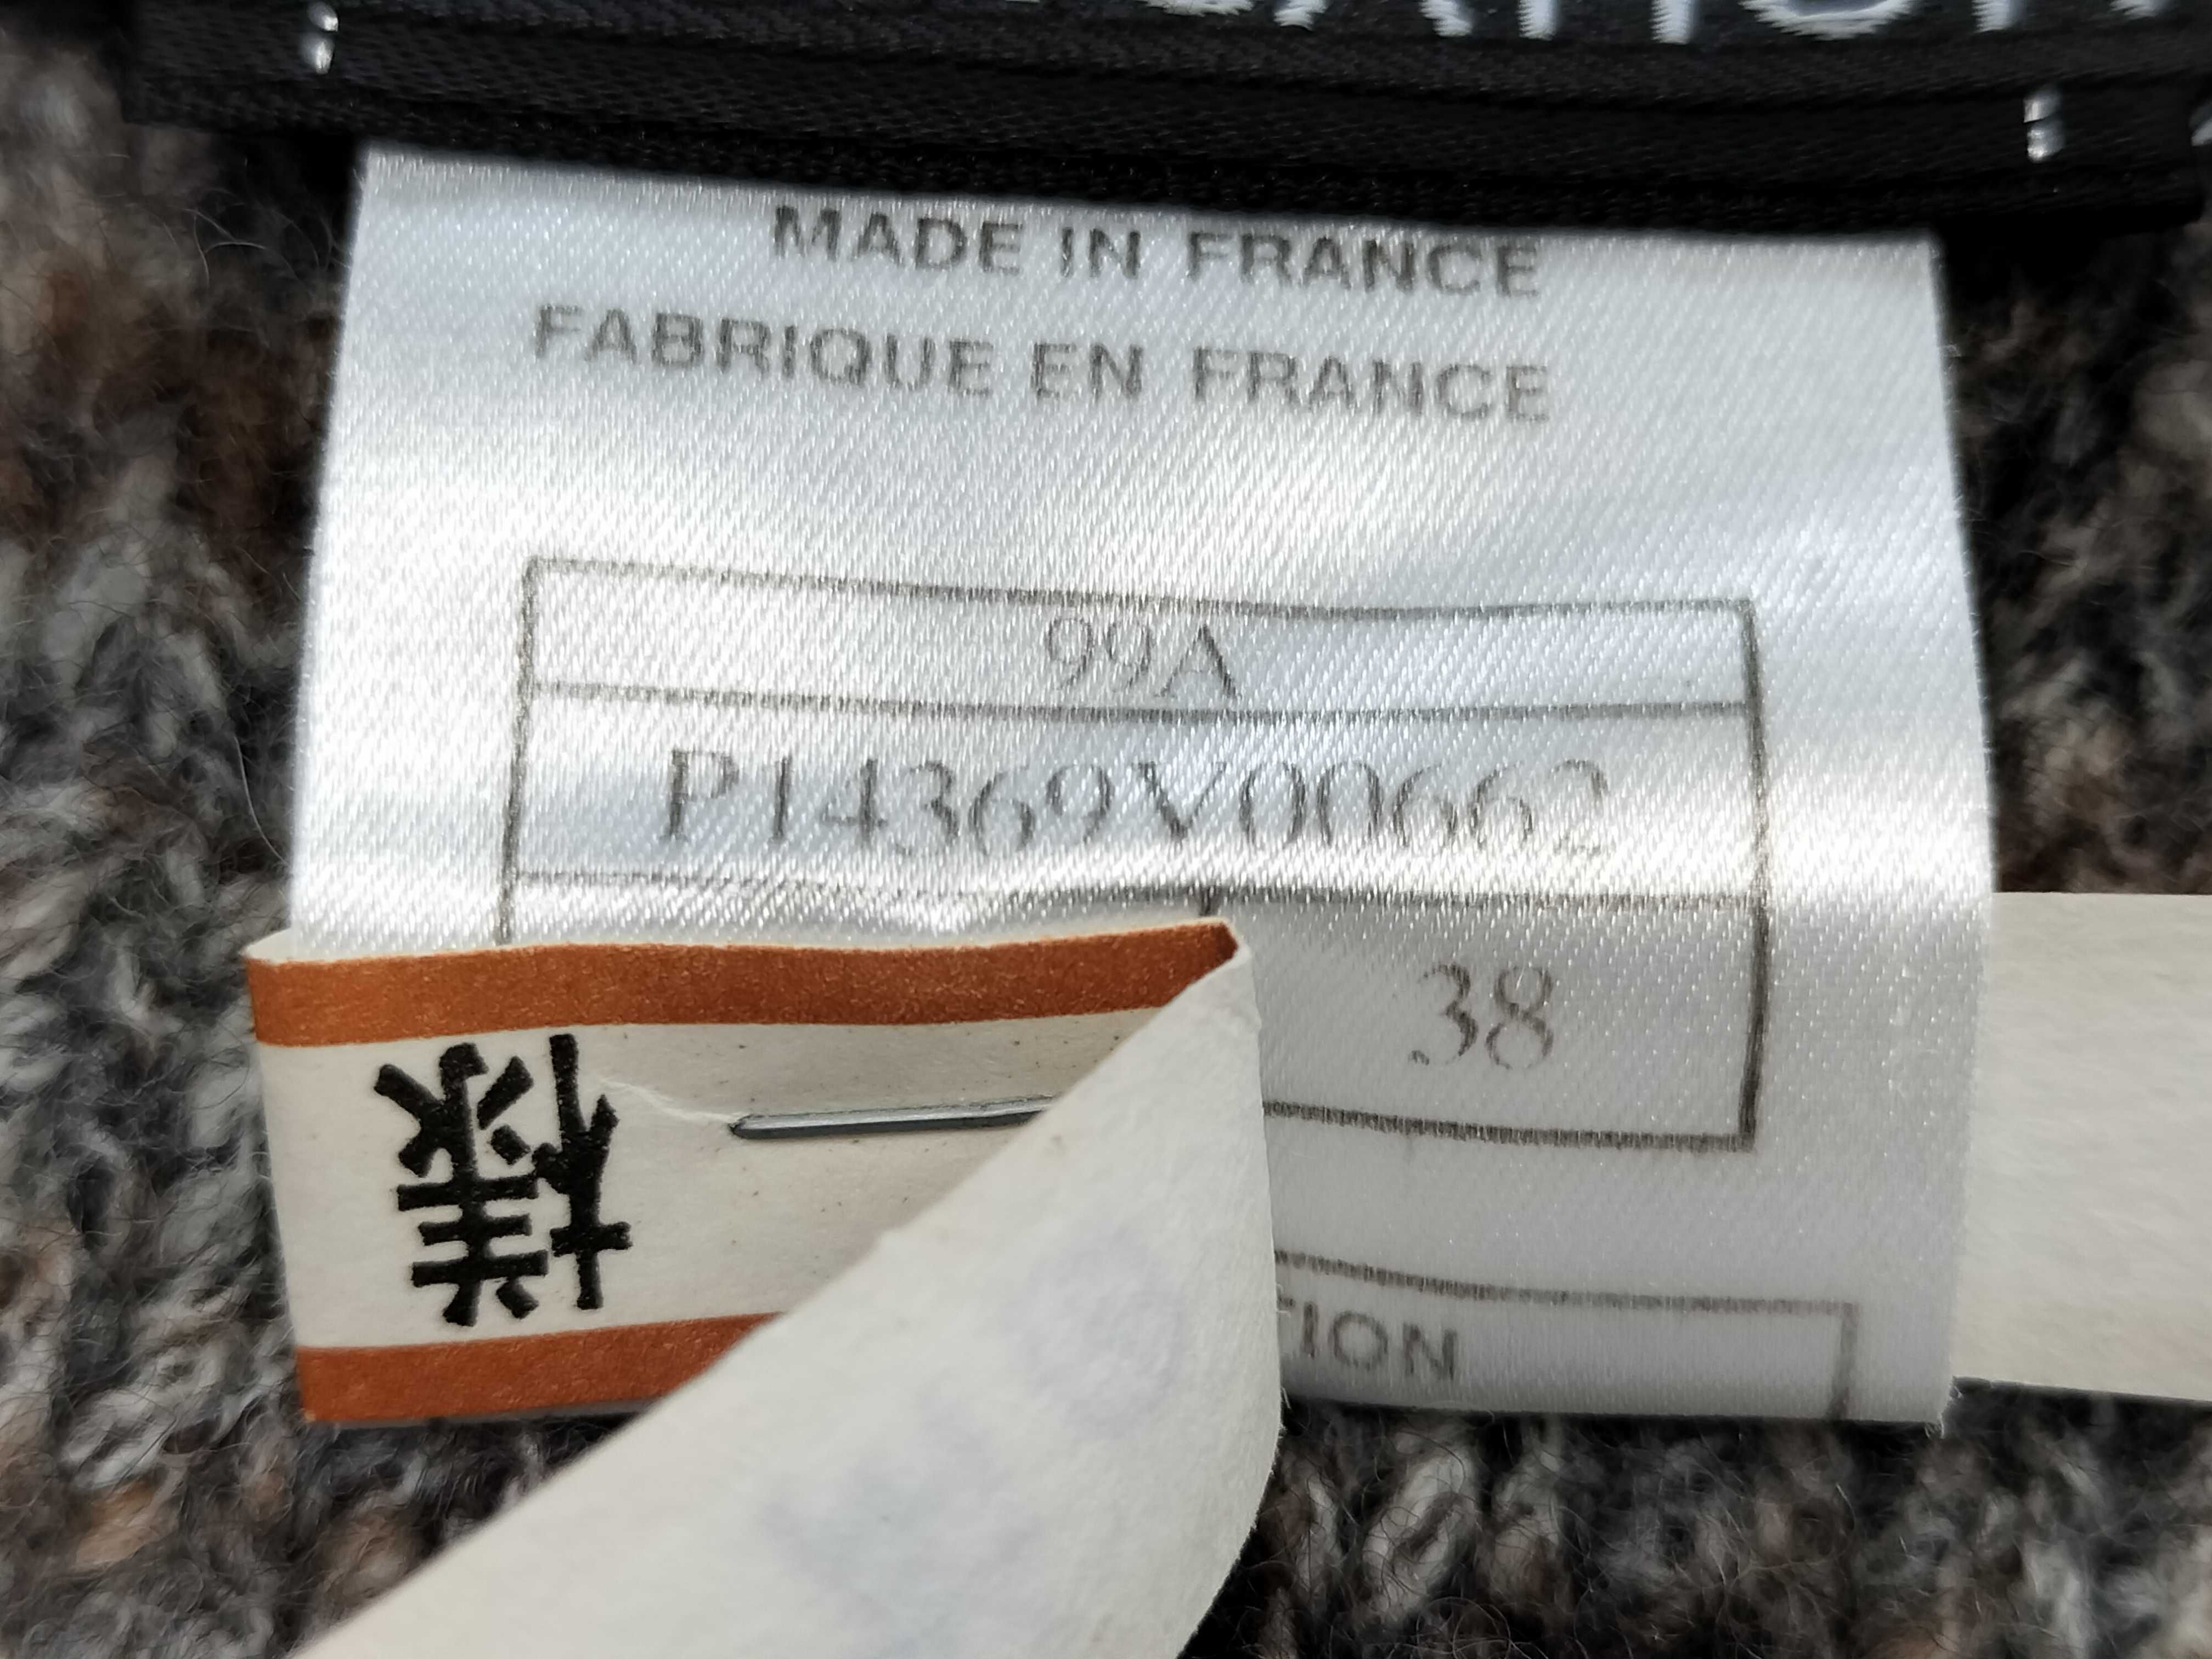 MADE IN FRANCE
FABRIQUE EN FRANCE
99A
P14369V00662
38
様
TION